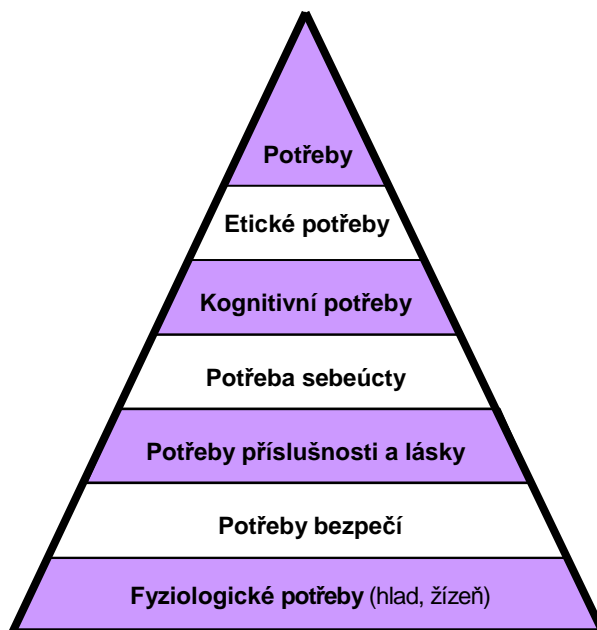 Potřeby
Etické potřeby
Kognitivní potřeby
Potřeba sebeúcty
Potřeby příslušnosti a lásky
Potřeby bezpečí
Fyziologické potřeby (hlad, žízeň)